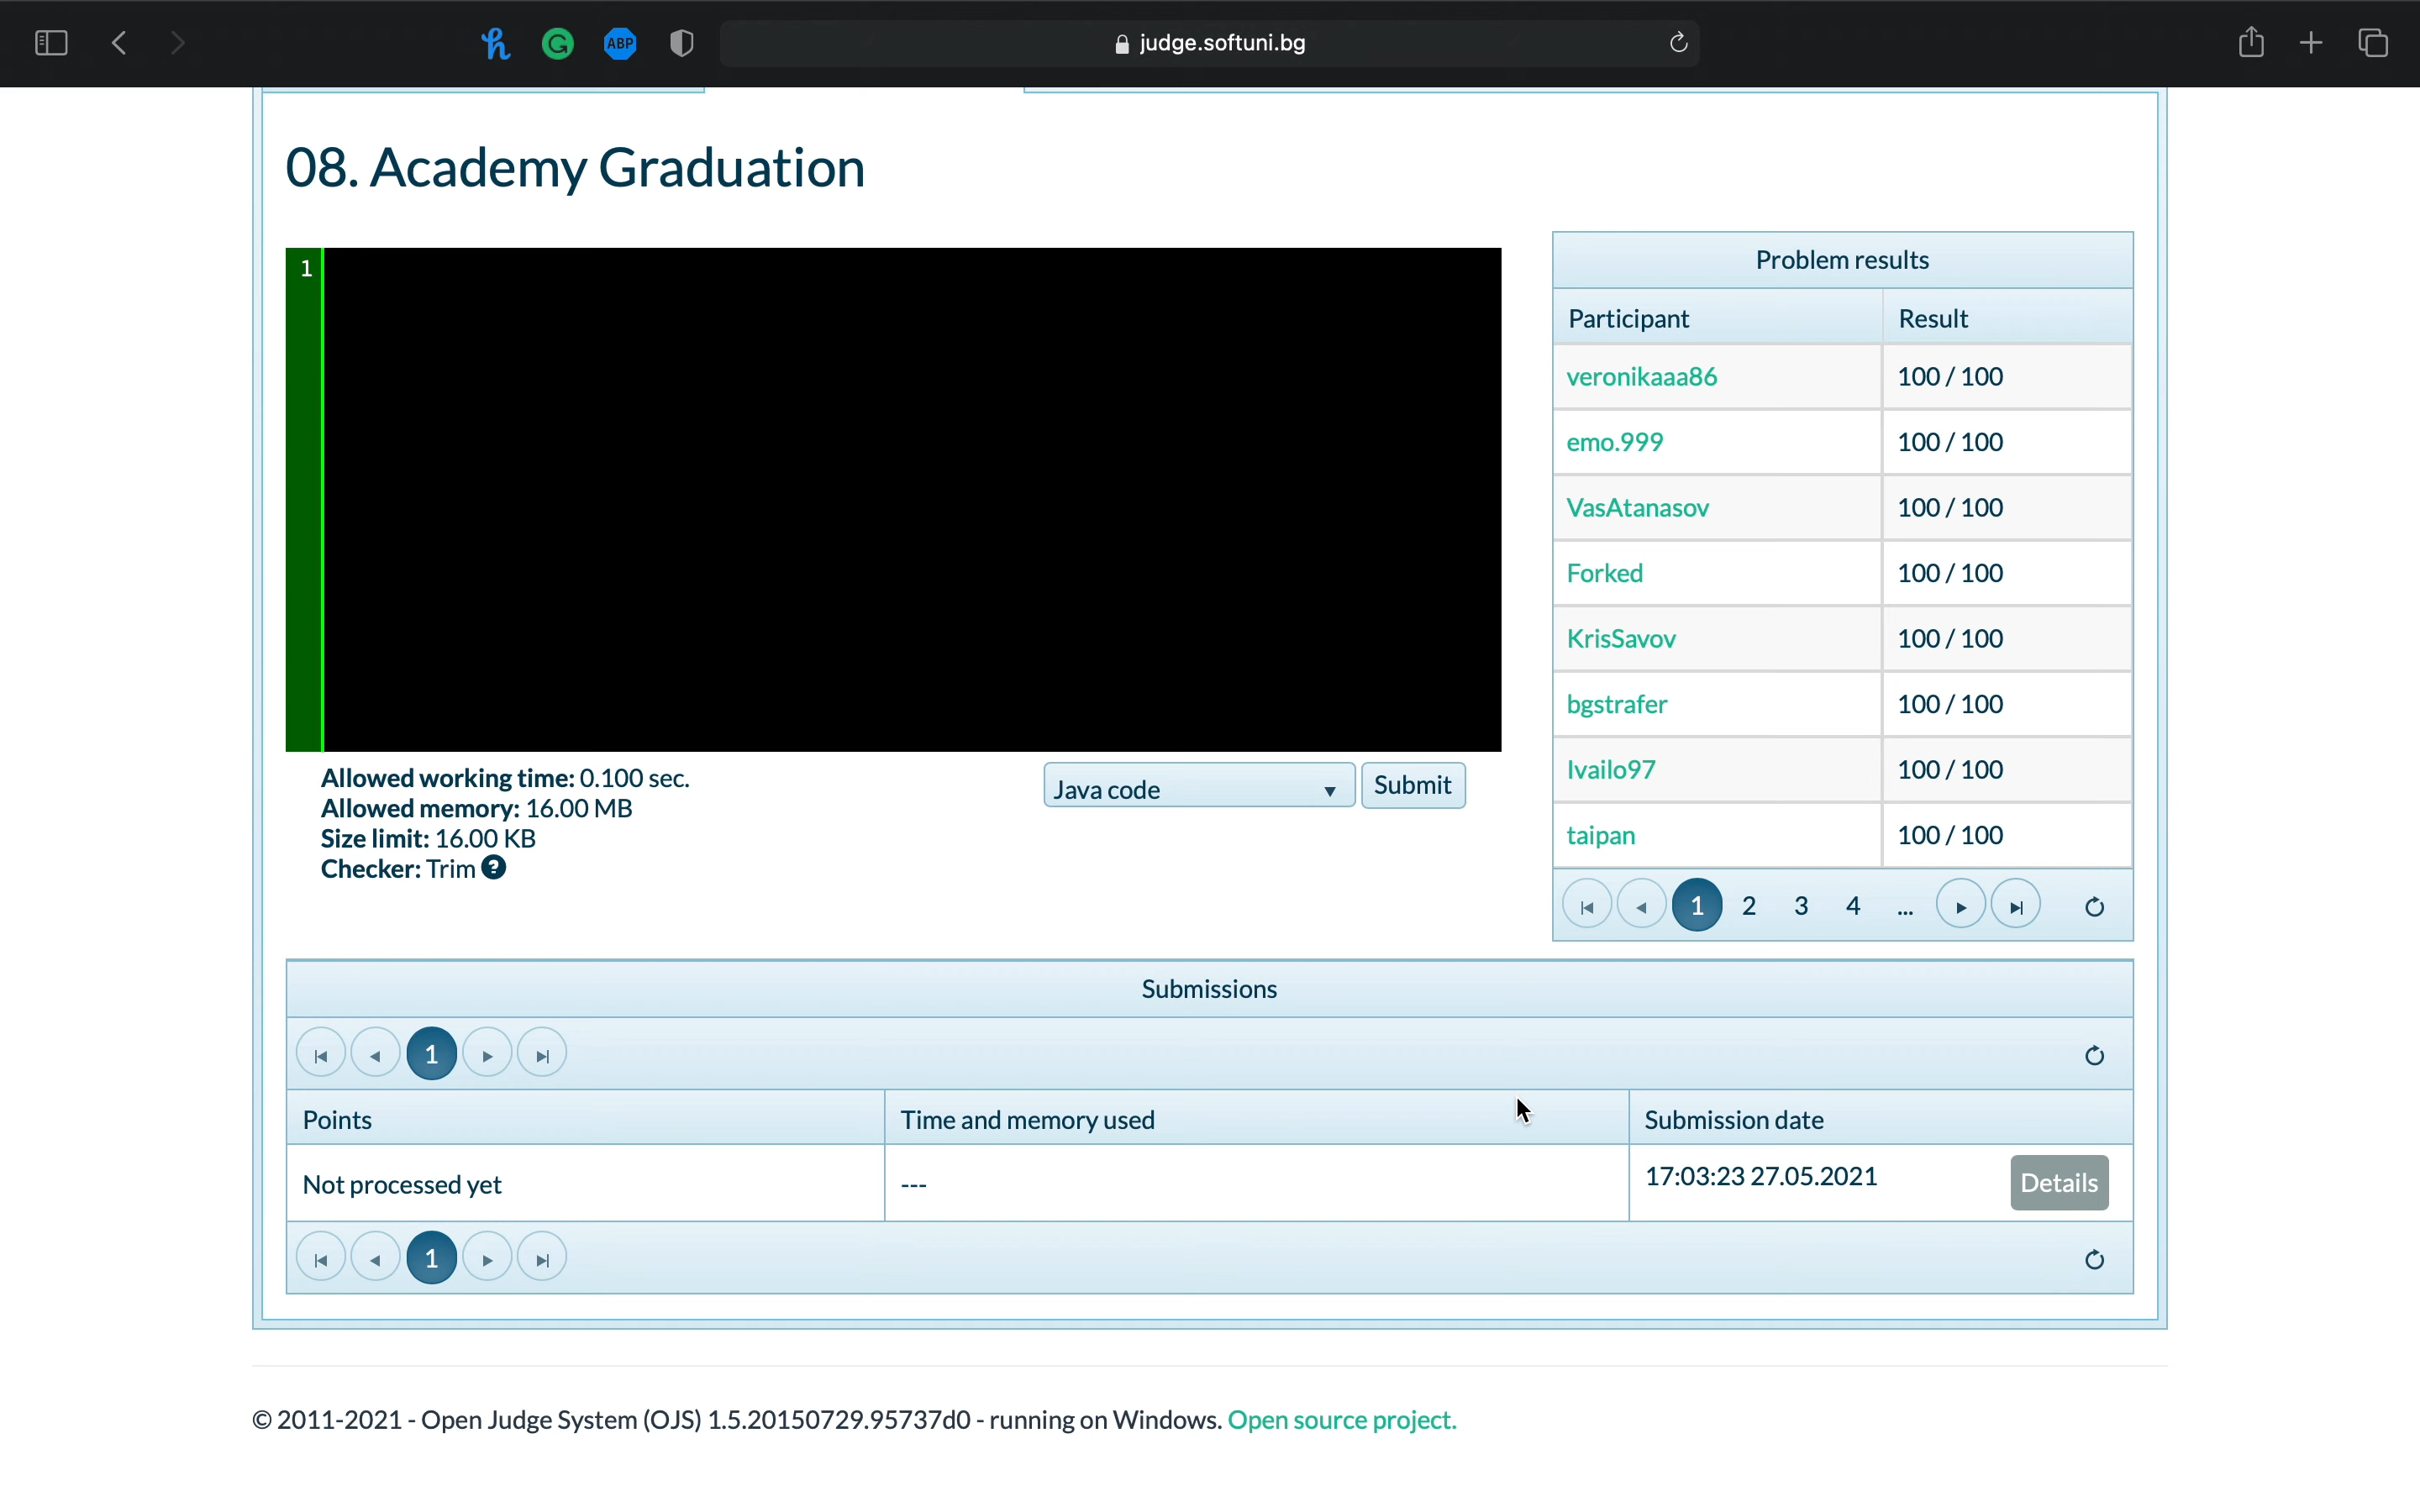 ABP
judge.softuni.bg
08. Academy Graduation
1
Problem results
Participant Result
veronikaaa86 100 / 100
emo.999 100 / 100
VasAtanasov 100 / 100
Forked 100 / 100
KrisSavov 100 / 100
bgstrafer 100 / 100
Ivailo97 100 / 100
taipan 100 / 100
1 2 3 4 ...
Allowed working time: 0.100 sec.
Allowed memory: 16.00 MB
Size limit: 16.00 KB
Checker: Trim ?
Java code Submit
Submissions
1
Points Time and memory used Submission date
Not processed yet --- 17:03:23 27.05.2021 Details
1
© 2011-2021 - Open Judge System (OJS) 1.5.20150729.95737d0 - running on Windows. Open source project.